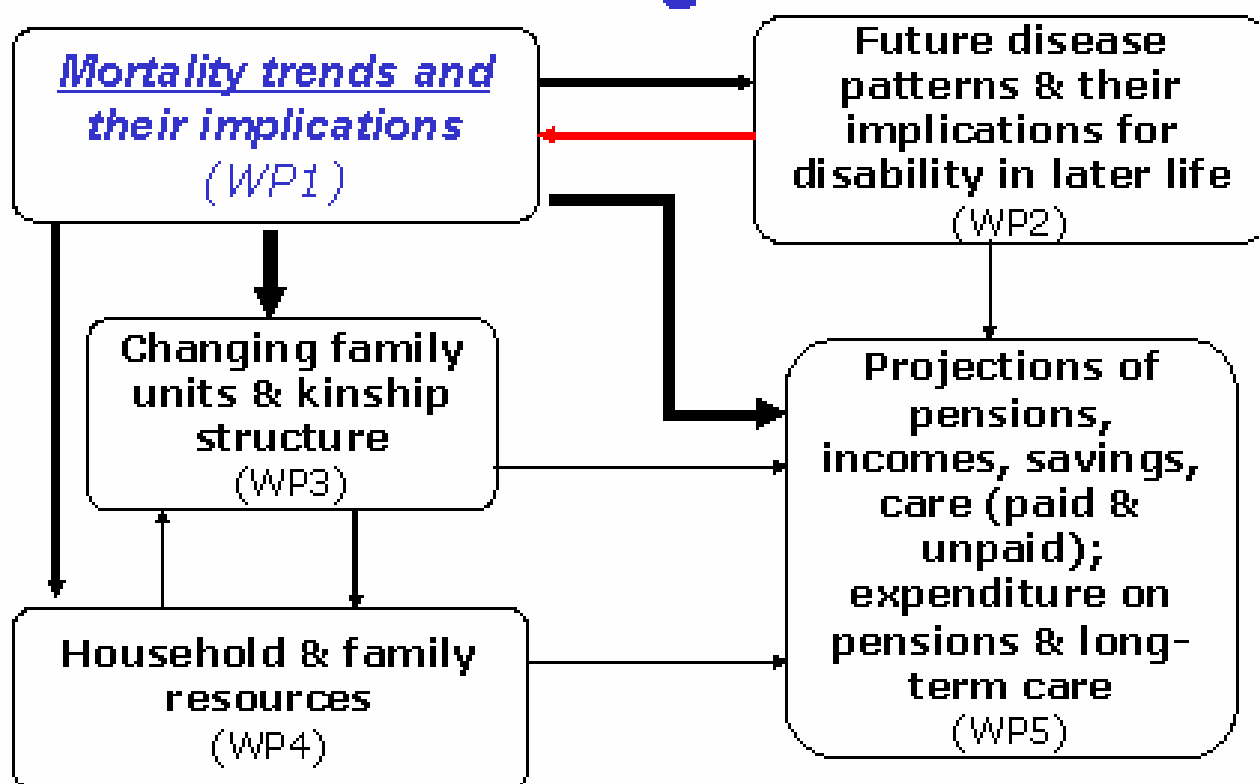 Mortality trends and
their implications
(WP1)
Future disease
patterns & their
implications for
disability in later life
(WP2)
Changing family
units & kinship
structure
(WP3)
Projections of
pensions,
incomes, savings,
care (paid &
unpaid);
expenditure on
pensions & long-
term care
(WP5)
Household & family
resources
(WP4)